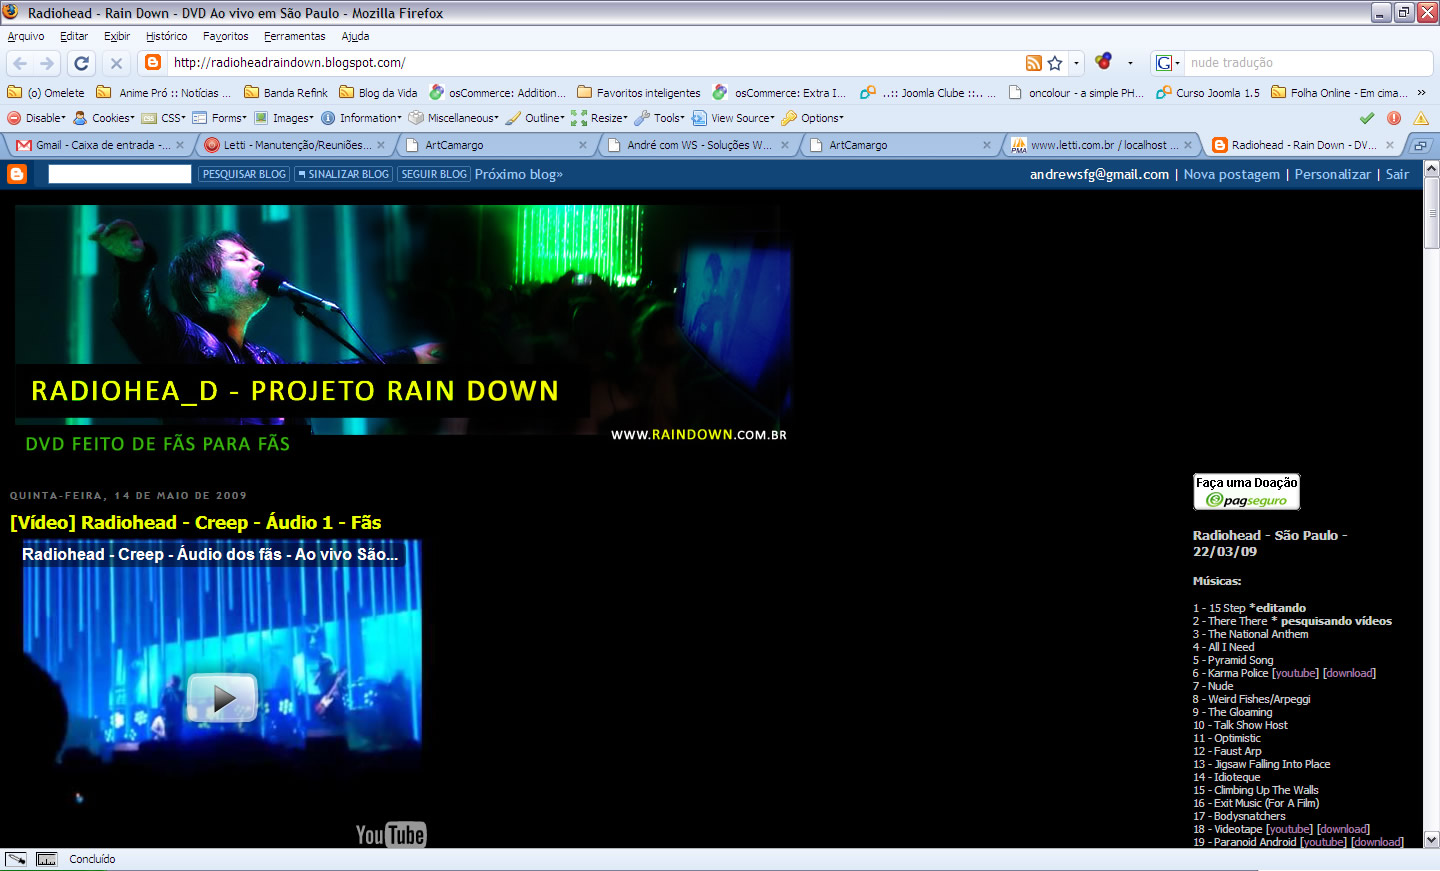 Radiohead - Rain Down - DVD Ao vivo em São Paulo - Mozilla Firefox
Arquivo Editar Exibir Histórico Favoritos Ferramentas Ajuda
http://radioheadraindown.blogspot.com/ G nude tradução
(o) Omelete Anime Pró :: Notícias ... Banda Refink Blog da Vida osCommerce: Addition... Favoritos inteligentes osCommerce: Extra I... ..:: Joomla Clube ::.. ... oncolour - a simple PH... Curso Joomla 1.5 Folha Online - Em cima... »
Disable Cookies CSS Forms Images Information Miscellaneous Outline Resize Tools View Source Options
Gmail - Caixa de entrada - ... Letti - Manutenção/Reuniões... ArtCamargo André com WS - Soluções W... ArtCamargo PMA www.letti.com.br / localhost ... Radiohead - Rain Down - DV...
PESQUISAR BLOG SINALIZAR BLOG SEGUIR BLOG Próximo blog» andrewsfg@gmail.com | Nova postagem | Personalizar | Sair
RADIOHEA_D - PROJETO RAIN DOWN
DVD FEITO DE FÃS PARA FÃS
WWW.RAINDOWN.COM.BR
QUINTA-FEIRA, 14 DE MAIO DE 2009
[Vídeo] Radiohead - Creep - Áudio 1 - Fãs
Radiohead - Creep - Áudio dos fãs - Ao vivo São...
YouTube
Faça uma Doação
pagseguro
Radiohead - São Paulo -
22/03/09
Músicas:
1 - 15 Step *editando
2 - There There * pesquisando vídeos
3 - The National Anthem
4 - All I Need
5 - Pyramid Song
6 - Karma Police [youtube] [download]
7 - Nude
8 - Weird Fishes/Arpeggi
9 - The Gloaming
10 - Talk Show Host
11 - Optimistic
12 - Faust Arp
13 - Jigsaw Falling Into Place
14 - Idioteque
15 - Climbing Up The Walls
16 - Exit Music (For A Film)
17 - Bodysnatchers
18 - Videotape [youtube] [download]
19 - Paranoid Android [youtube] [download]
Concluído